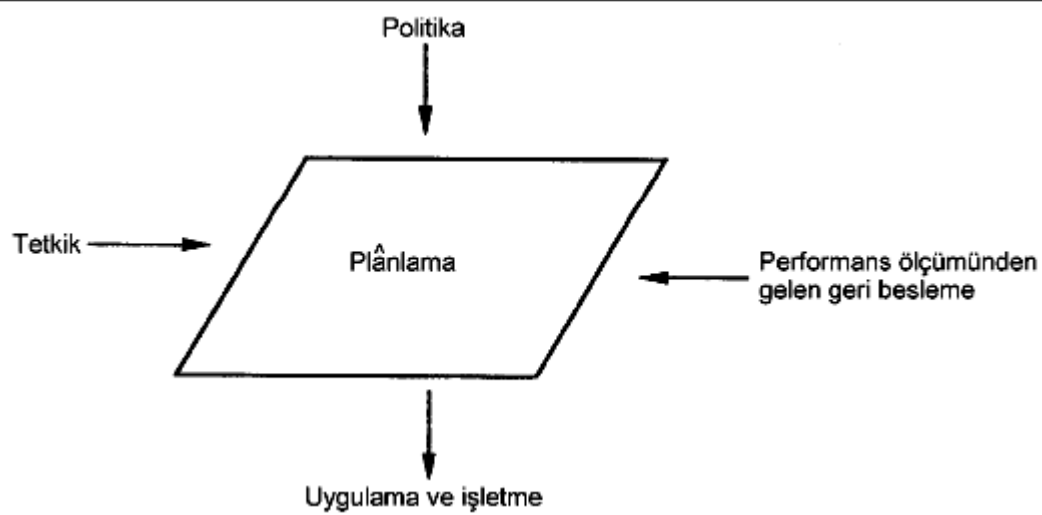 Politika
Tetkik
Plânlama
Performans ölçümünden
gelen geri besleme
Uygulama ve işletme